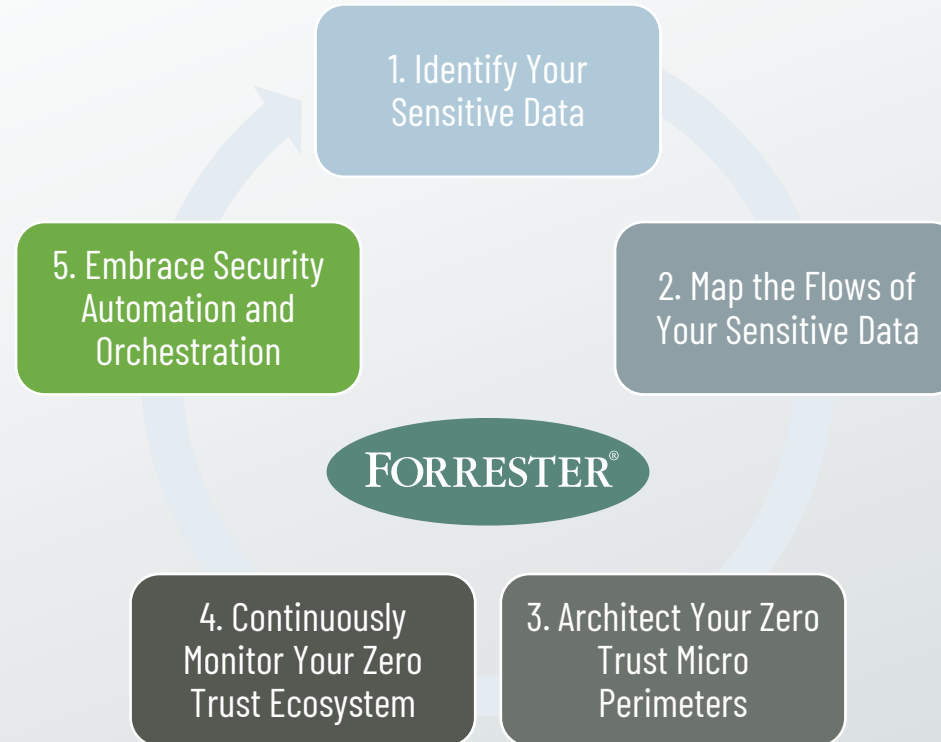 1. Identify Your
Sensitive Data
2. Map the Flows of
Your Sensitive Data
3. Architect Your Zero
Trust Micro
Perimeters
4. Continuously
Monitor Your Zero
Trust Ecosystem
5. Embrace Security
Automation and
Orchestration
FORRESTER®